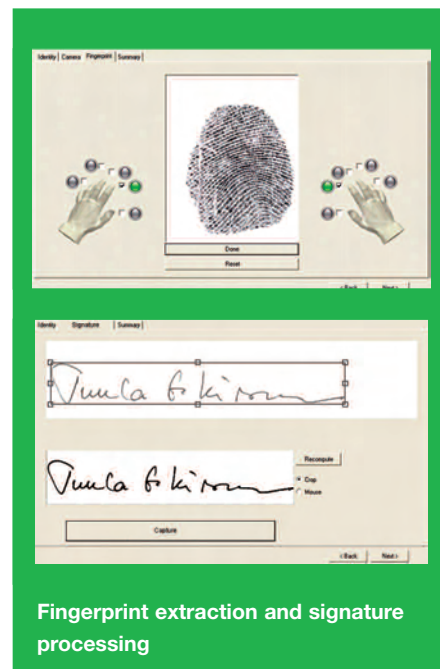 Identity Camera Fingerprint Summary
Done
Reset
< Back Next >
Identity Signature Summary
Recompute
Crop
Mouse
Capture
< Back Next >
Fingerprint extraction and signature
processing